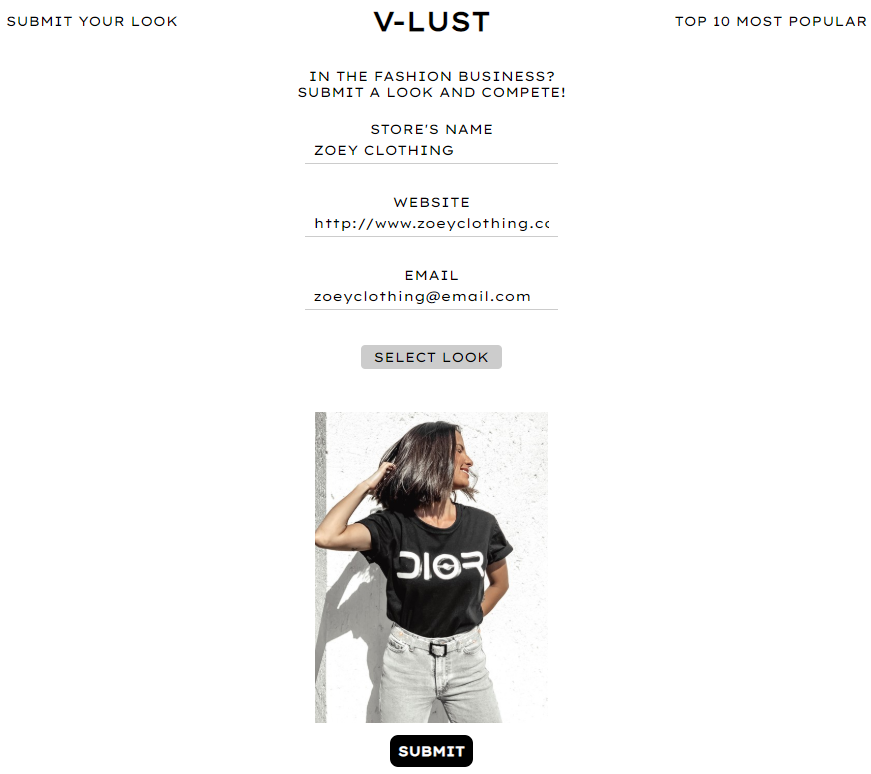 SUBMIT YOUR LOOK
V-LUST
TOP 10 MOST POPULAR
IN THE FASHION BUSINESS?
SUBMIT A LOOK AND COMPETE!
STORE'S NAME
ZOEY CLOTHING
WEBSITE
http://www.zoeyclothing.co
EMAIL
zoeyclothing@email.com
SELECT LOOK
DIOR
SUBMIT